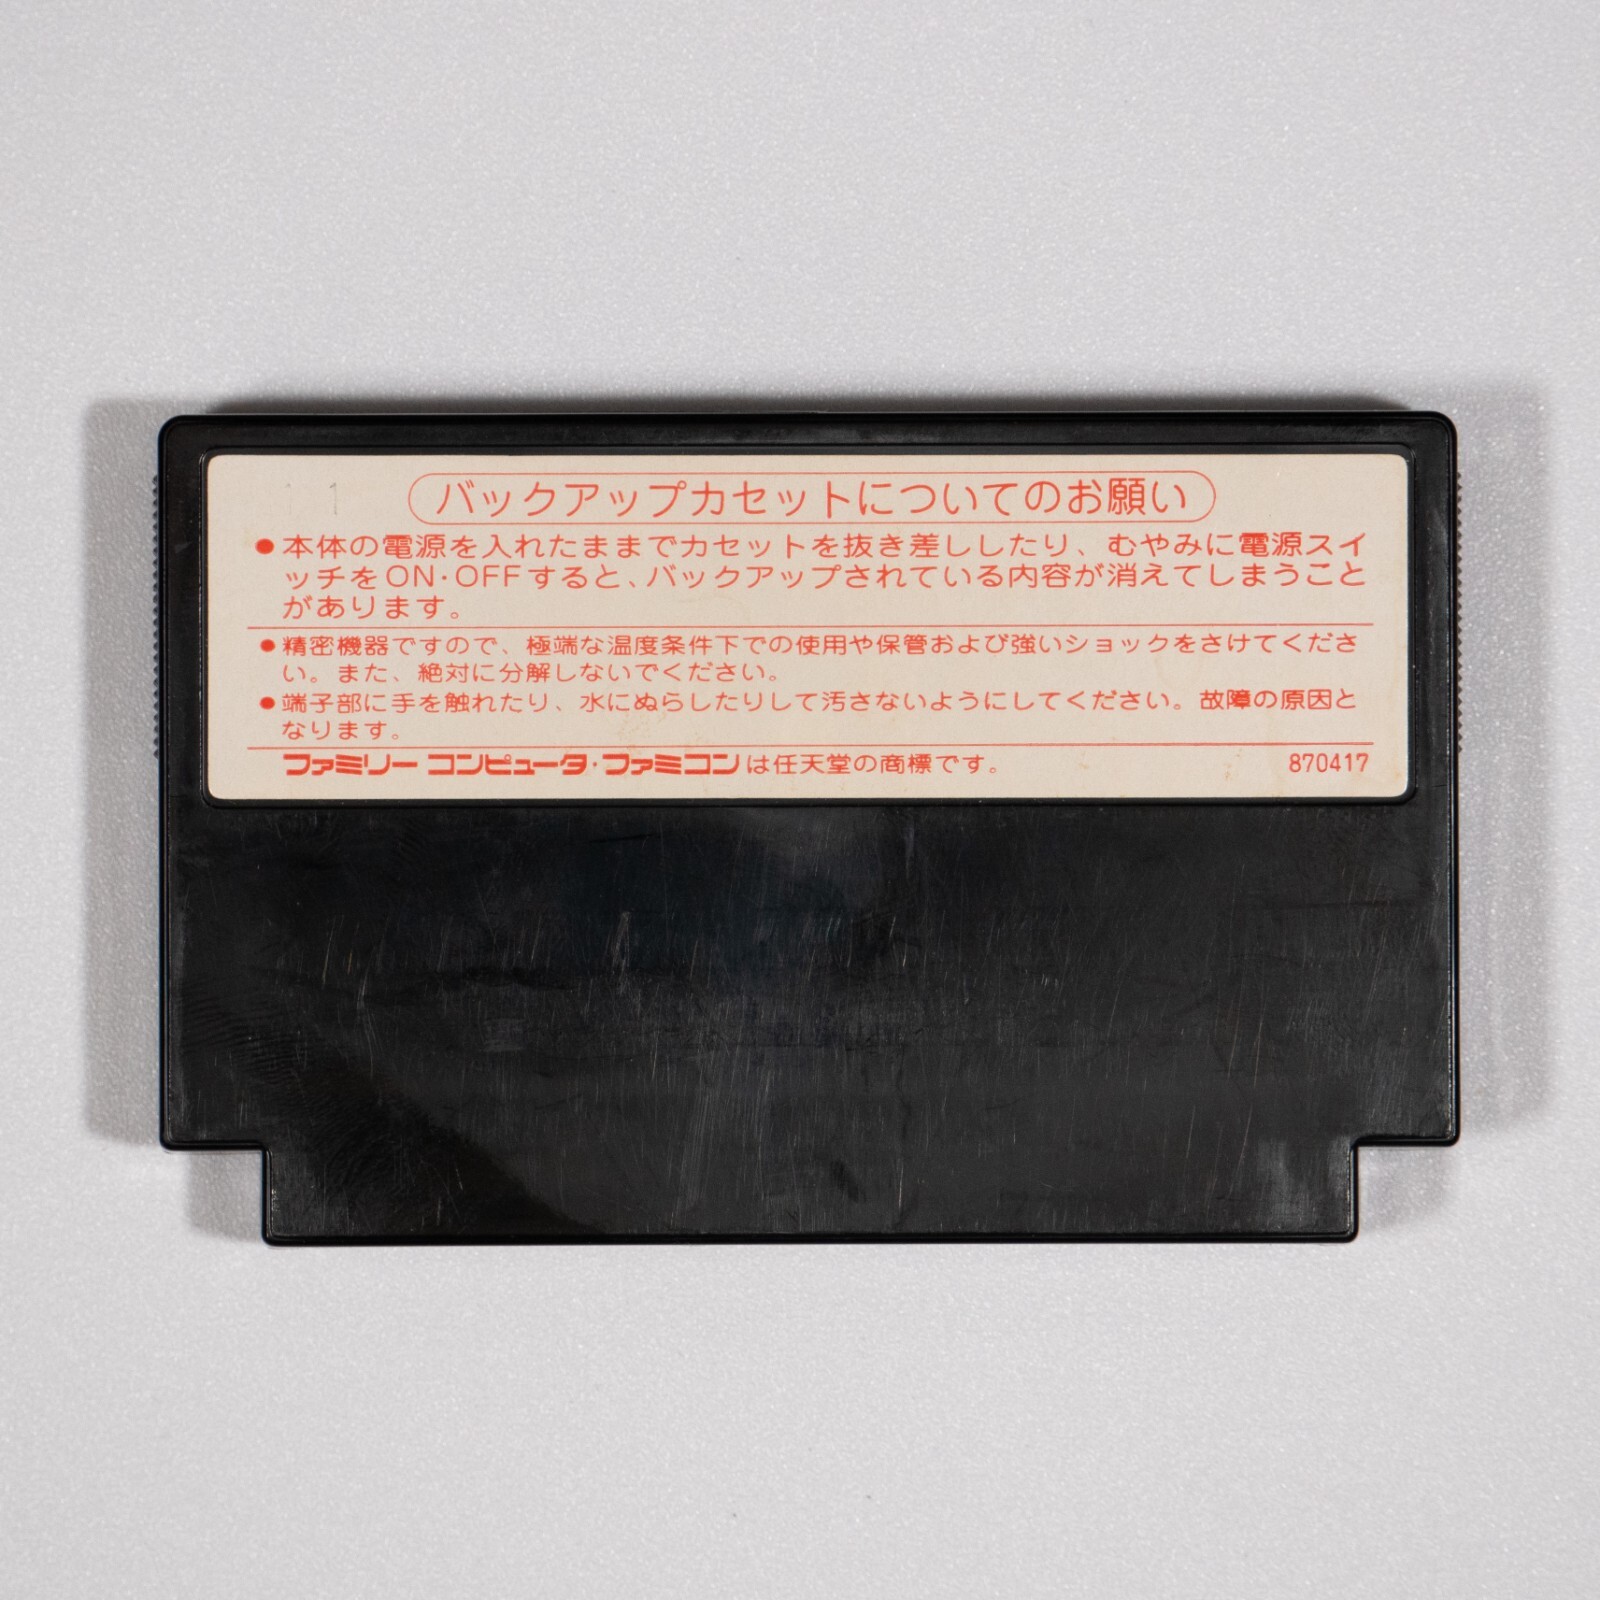 バックアップカセットについてのお願い
●本体の電源を入れたままでカセットを抜き差ししたり、むやみに電源スイ
ッチをON・OFFすると、バックアップされている内容が消えてしまうこと
があります。
●精密機器ですので、極端な温度条件下での使用や保管および強いショックをさけてくださ
い。また、絶対に分解しないでください。
●端子部に手を触れたり、水にぬらしたりして汚さないようにしてください。故障の原因と
なります。
ファミリーコンピュータ・ファミコンは任天堂の商標です。 870417